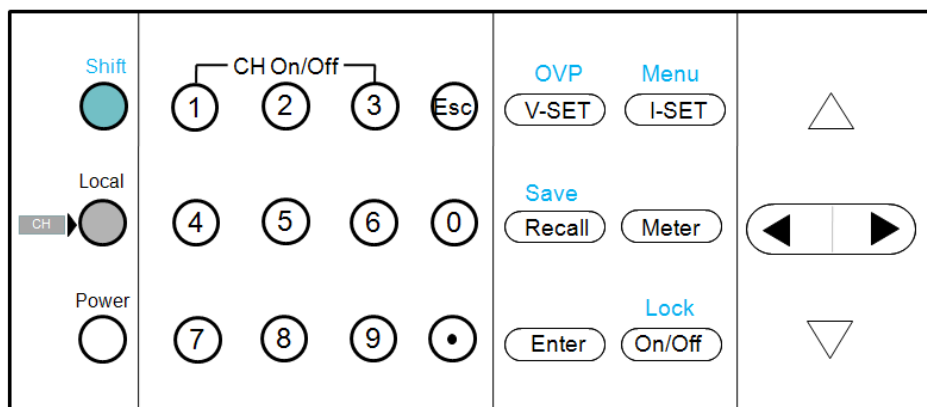 Shift
CH On/Off
OVP Menu
1 2 3 Esc V-SET I-SET
Local
Save
CH 4 5 6 0 Recall Meter
Power
Lock
7 8 9 • Enter On/Off